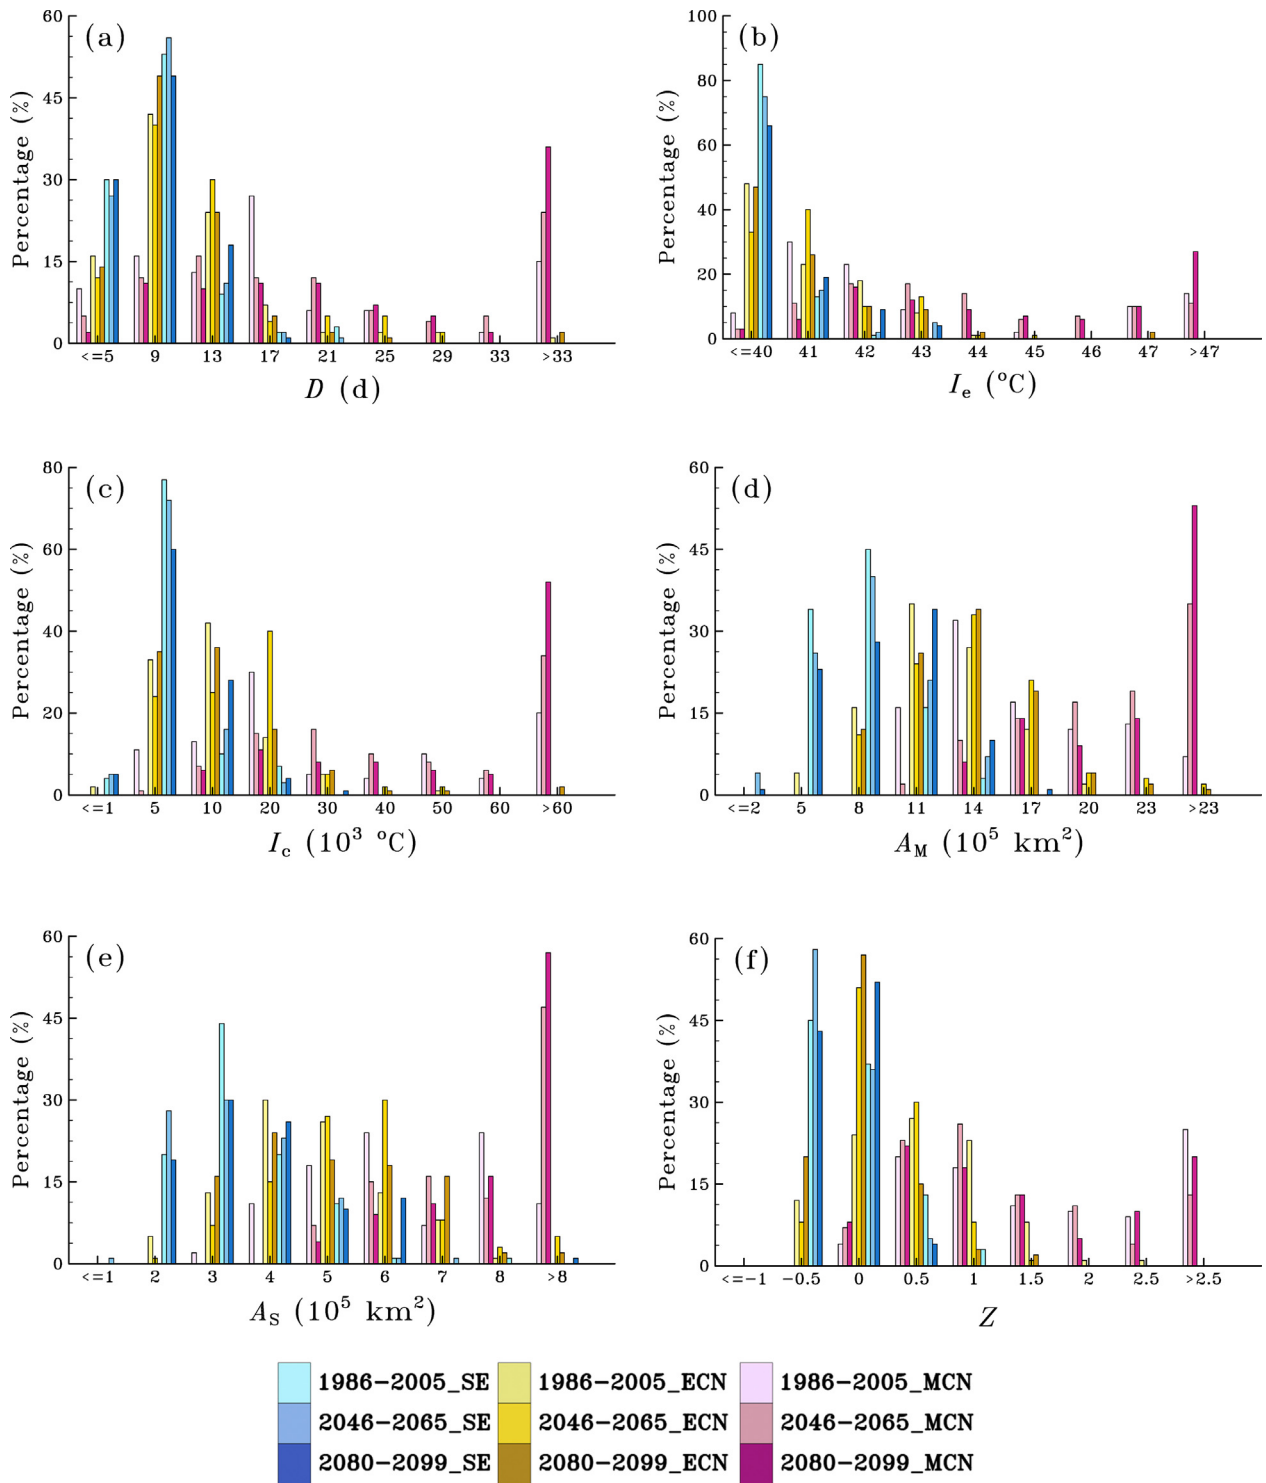 (a)
Percentage (%)
60
45
30
15
0
<=5 9 13 17 21 25 29 33 >33
D (d)
(b)
Percentage (%)
100
80
60
40
20
0
<=40 41 42 43 44 45 46 47 >47
Ie (°C)
(c)
Percentage (%)
80
60
40
20
0
<=1 5 10 20 30 40 50 60 >60
Ic (10³ °C)
(d)
Percentage (%)
60
45
30
15
0
<=2 5 8 11 14 17 20 23 >23
AM (10⁵ km²)
(e)
Percentage (%)
60
45
30
15
0
<=1 2 3 4 5 6 7 8 >8
AS (10⁵ km²)
(f)
Percentage (%)
60
45
30
15
0
<=−1 −0.5 0 0.5 1 1.5 2 2.5 >2.5
Z
1986−2005_SE 1986−2005_ECN 1986−2005_MCN
2046−2065_SE 2046−2065_ECN 2046−2065_MCN
2080−2099_SE 2080−2099_ECN 2080−2099_MCN